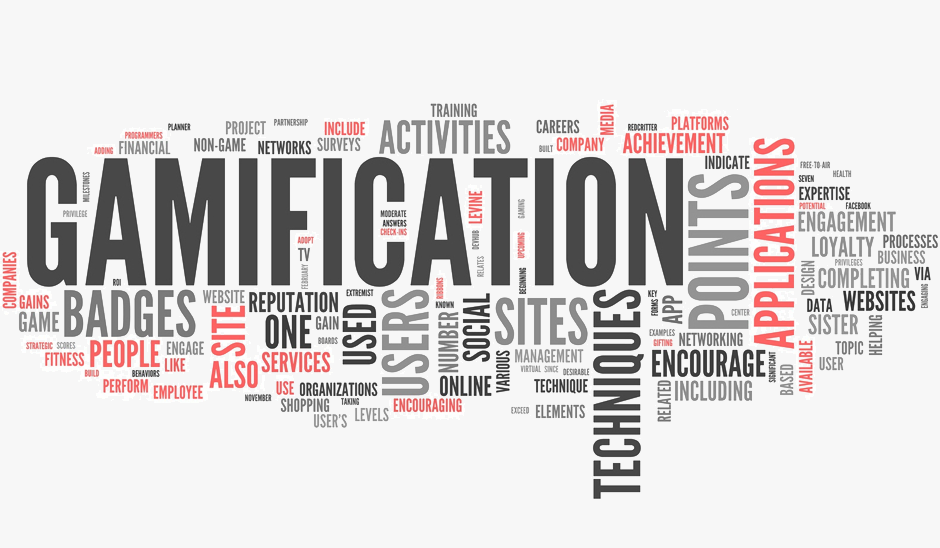 TRAINING
PLANNER
PROJECT
PARTNERSHIP
INCLUDE
ACTIVITIES
CAREERS
MEDIA
REDCRITTER
PLATFORMS
PROGRAMMERS
ADDING
FINANCIAL
NON-GAME
NETWORKS
SURVEYS
BUILT
COMPANY
ACHIEVEMENT
INDICATE
APPLICATIONS
FREE-TO-AIR
HEALTH
SEVEN
EXPERTISE
POTENTIAL
FACEBOOK
GAMIFICATION
MILESTONES
PRIVILEGE
ADOPT
TV
FEBRUARY
MODERATE
ANSWERS
CHECK-INS
LEVINE
DEVHUB
RELATES
GAMING
UPCOMING
BEGINNING
ROI
POINTS
ENGAGEMENT
LOYALTY
PROCESSES
BUSINESS
PRIVILEGES
DESIGN
COMPLETING
VIA
ENGAGING
COMPANIES
GAINS
GAME
BADGES
WEBSITE
REPUTATION
EXTREMIST
USERS
RIBBONS
KNOWN
SOCIAL
SITES
TECHNIQUES
KEY
FORMS
APP
CENTER
DATA
WEBSITES
SISTER
HELPING
SITE
ONE
GAIN
BOARDS
USED
NUMBER
VARIOUS
EXAMPLES
GIFTING
NETWORKING
TOPIC
USER
STRATEGIC
SCORES
FITNESS
PEOPLE
ENGAGE
LIKE
SERVICES
MANAGEMENT
VIRTUAL
SINCE
DESIRABLE
ENCOURAGE
SIGNIFICANT
BASED
AVAILABLE
BUILD
BEHAVIORS
PERFORM
EMPLOYEE
ALSO
USE
ORGANIZATIONS
ONLINE
TECHNIQUE
RELATED
INCLUDING
NOVEMBER
SHOPPING
TAKING
ENCOURAGING
USER'S
LEVELS
EXCEED
ELEMENTS